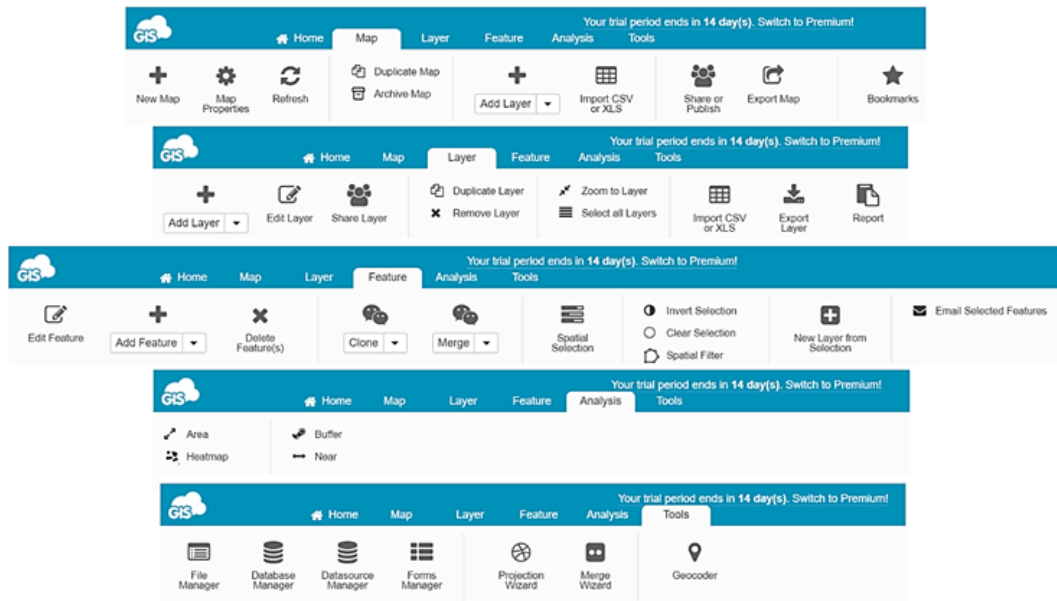 Your trial period ends in 14 day(s). Switch to Premium!
GIS Home Map Layer Feature Analysis Tools
New Map
Map
Properties
Refresh
Duplicate Map
Archive Map
Add Layer
Import CSV
or XLS
Share or
Publish
Export Map
Bookmarks
Your trial period ends in 14 day(s). Switch to Premium!
GIS Home Map Layer Feature Analysis Tools
Add Layer
Edit Layer
Share Layer
Duplicate Layer
Remove Layer
Zoom to Layer
Select all Layers
Import CSV
or XLS
Export
Layer
Report
Your trial period ends in 14 day(s). Switch to Premium!
GIS Home Map Layer Feature Analysis Tools
Edit Feature
Add Feature
Delete
Feature(s)
Clone
Merge
Spatial
Selection
Invert Selection
Clear Selection
Spatial Filter
New Layer from
Selection
Email Selected Features
Your trial period ends in 14 day(s). Switch to Premium!
GIS Home Map Layer Feature Analysis Tools
Area
Heatmap
Buffer
Near
Your trial period ends in 14 day(s). Switch to Premium!
GIS Home Map Layer Feature Analysis Tools
File
Manager
Database
Manager
Datasource
Manager
Forms
Manager
Projection
Wizard
Merge
Wizard
Geocoder